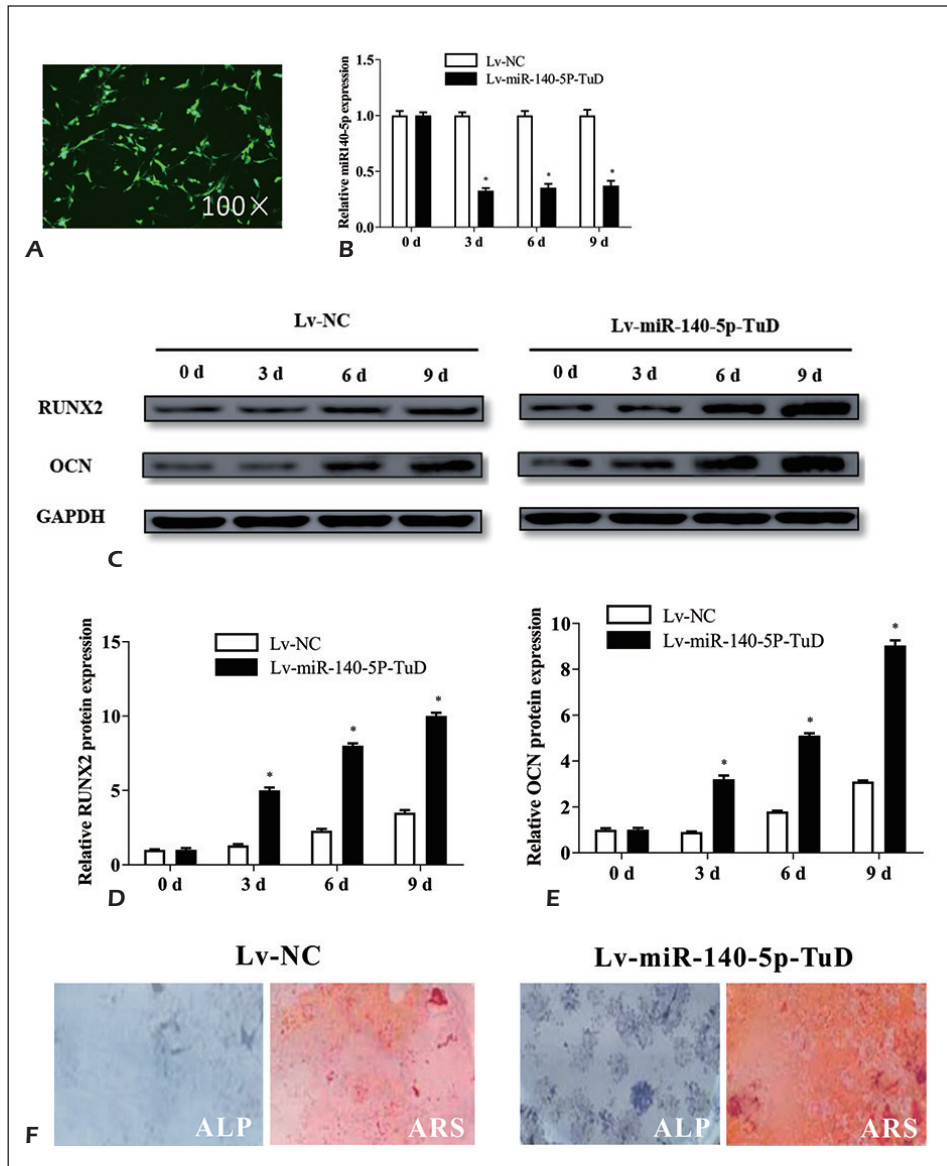 100×
A
1.5
1.0
0.5
0.0
Relative miR140-5p expression
Lv-NC
Lv-miR-140-5P-TuD
* * *
0 d 3 d 6 d 9 d
B
Lv-NC Lv-miR-140-5p-TuD
0 d 3 d 6 d 9 d 0 d 3 d 6 d 9 d
RUNX2
OCN
GAPDH
C
15
10
5
0
Relative RUNX2 protein expression
Lv-NC
Lv-miR-140-5P-TuD
* * *
0 d 3 d 6 d 9 d
D
10
8
6
4
2
0
Relative OCN protein expression
Lv-NC
Lv-miR-140-5P-TuD
* * *
0 d 3 d 6 d 9 d
E
Lv-NC Lv-miR-140-5p-TuD
ALP ARS ALP ARS
F